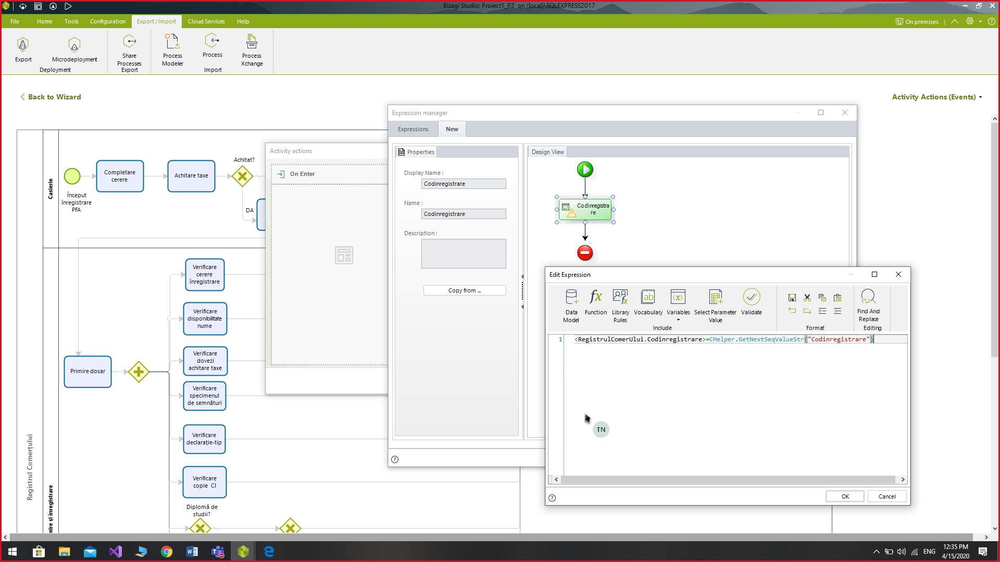 Bizagi Studio: Proiect1_P3 on (local)\SQLEXPRESS2017
File Home Tools Configuration Export / Import Cloud Services Help
On premises
Export
Microdeployment
Deployment
Share
Processes
Export
Process
Modeler
Process
Import
Process
Xchange
Back to Wizard
Activity Actions (Events)
Registrul Comerțului
Casierie
Început
înregistrare
PFA
Completare
cerere
Achitare taxe
Achitat?
DA
Primire dosar
Verificare
cerere
înregistrare
Verificare
disponibilitate
nume
Verificare
dovezi
achitare taxe
Verificare
specimenul
de semnături
Verificare
declarație-tip
Verificare
copie CI
Diplomă de
studii?
mire și înregistrare
Activity actions
On Enter
Expression manager
Expressions New
Properties
Display Name :
Codinregistrare
Name :
Codinregistrare
Description :
Copy from ...
Design View
Codinregistra
re
Edit Expression
Data
Model
Function
Library
Rules
Vocabulary
Variables
Select Parameter
Value
Validate
Include
Format
Find And
Replace
Editing
1 <RegistrulComerUlui.Codinregistrare>=CHelper.GetNextSeqValueStr("Codinregistrare")
TN
OK Cancel
ENG
12:35 PM
4/15/2020